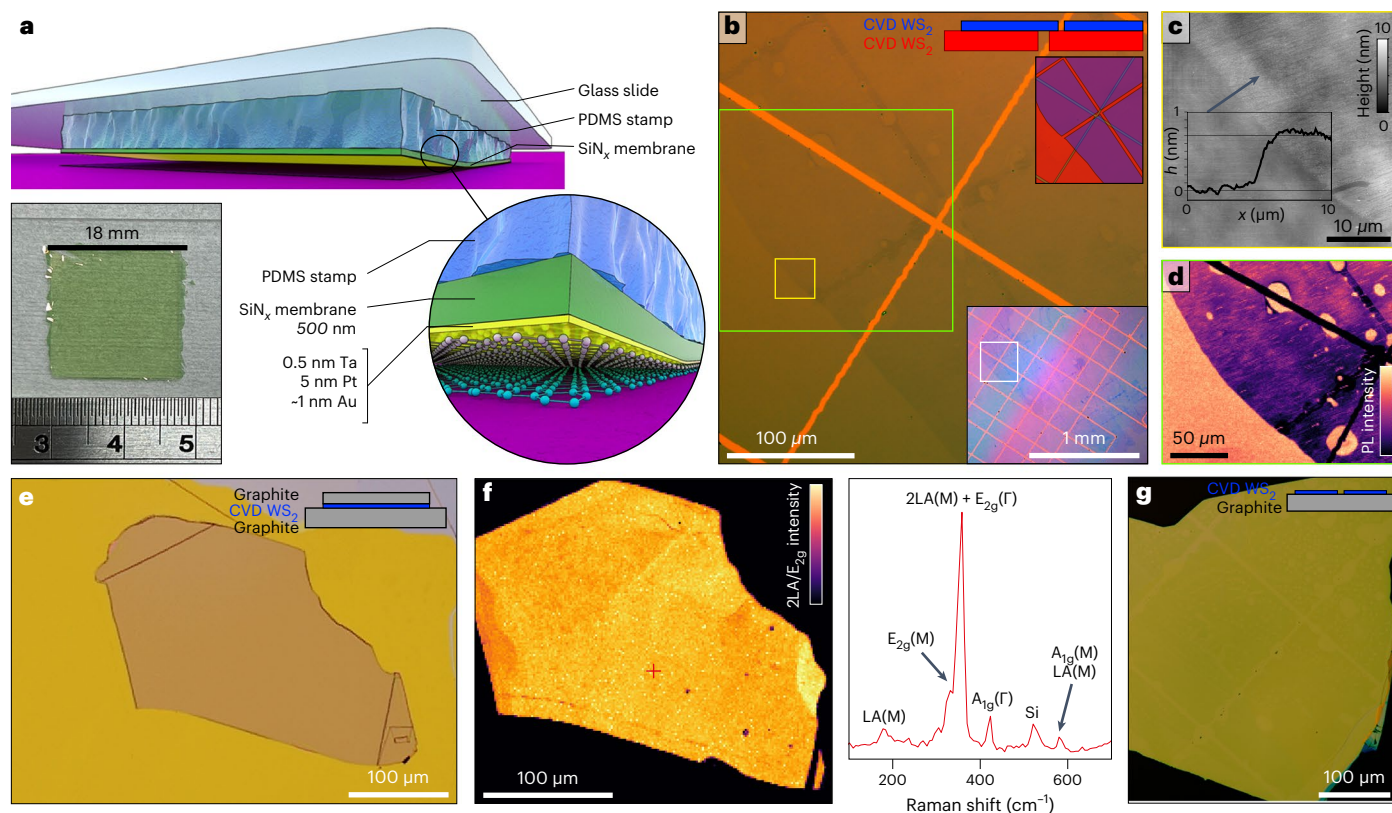 a
Glass slide
PDMS stamp
SiNₓ membrane
18 mm
3 4 5
PDMS stamp
SiNₓ membrane
500 nm
0.5 nm Ta
5 nm Pt
~1 nm Au
b
CVD WS₂
CVD WS₂
100 µm
1 mm
c
10
Height (nm)
0
1
h (nm)
0
0
10
x (µm)
10 µm
d
PL intensity
50 µm
e
Graphite
CVD WS₂
Graphite
100 µm
f
2LA/E₂g intensity
100 µm
2LA(M) + E₂g(Γ)
E₂g(M)
A₁g(M)
LA(M)
A₁g(Γ)
Si
LA(M)
200 400 600
Raman shift (cm⁻¹)
g
CVD WS₂
Graphite
100 µm